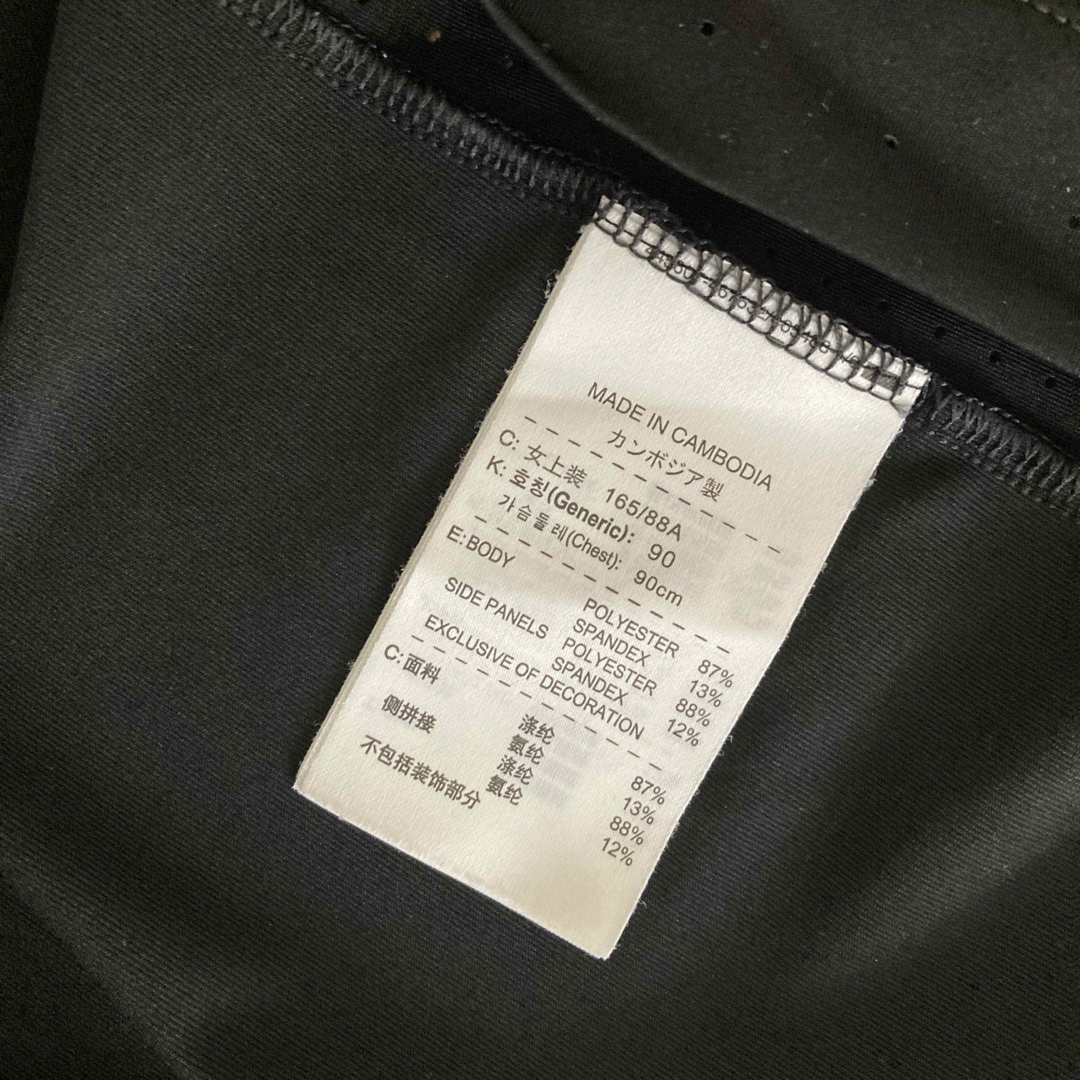 MADE IN CAMBODIA
カンボジア製
C: 女上装 165/88A
K: 호칭(Generic): 90
가슴둘레(Chest): 90cm
E: BODY POLYESTER 87%
SPANDEX 13%
SIDE PANELS POLYESTER 88%
SPANDEX 12%
EXCLUSIVE OF DECORATION
C: 面料 涤纶 87%
氨纶 13%
侧拼接 涤纶 88%
氨纶 12%
不包括装饰部分